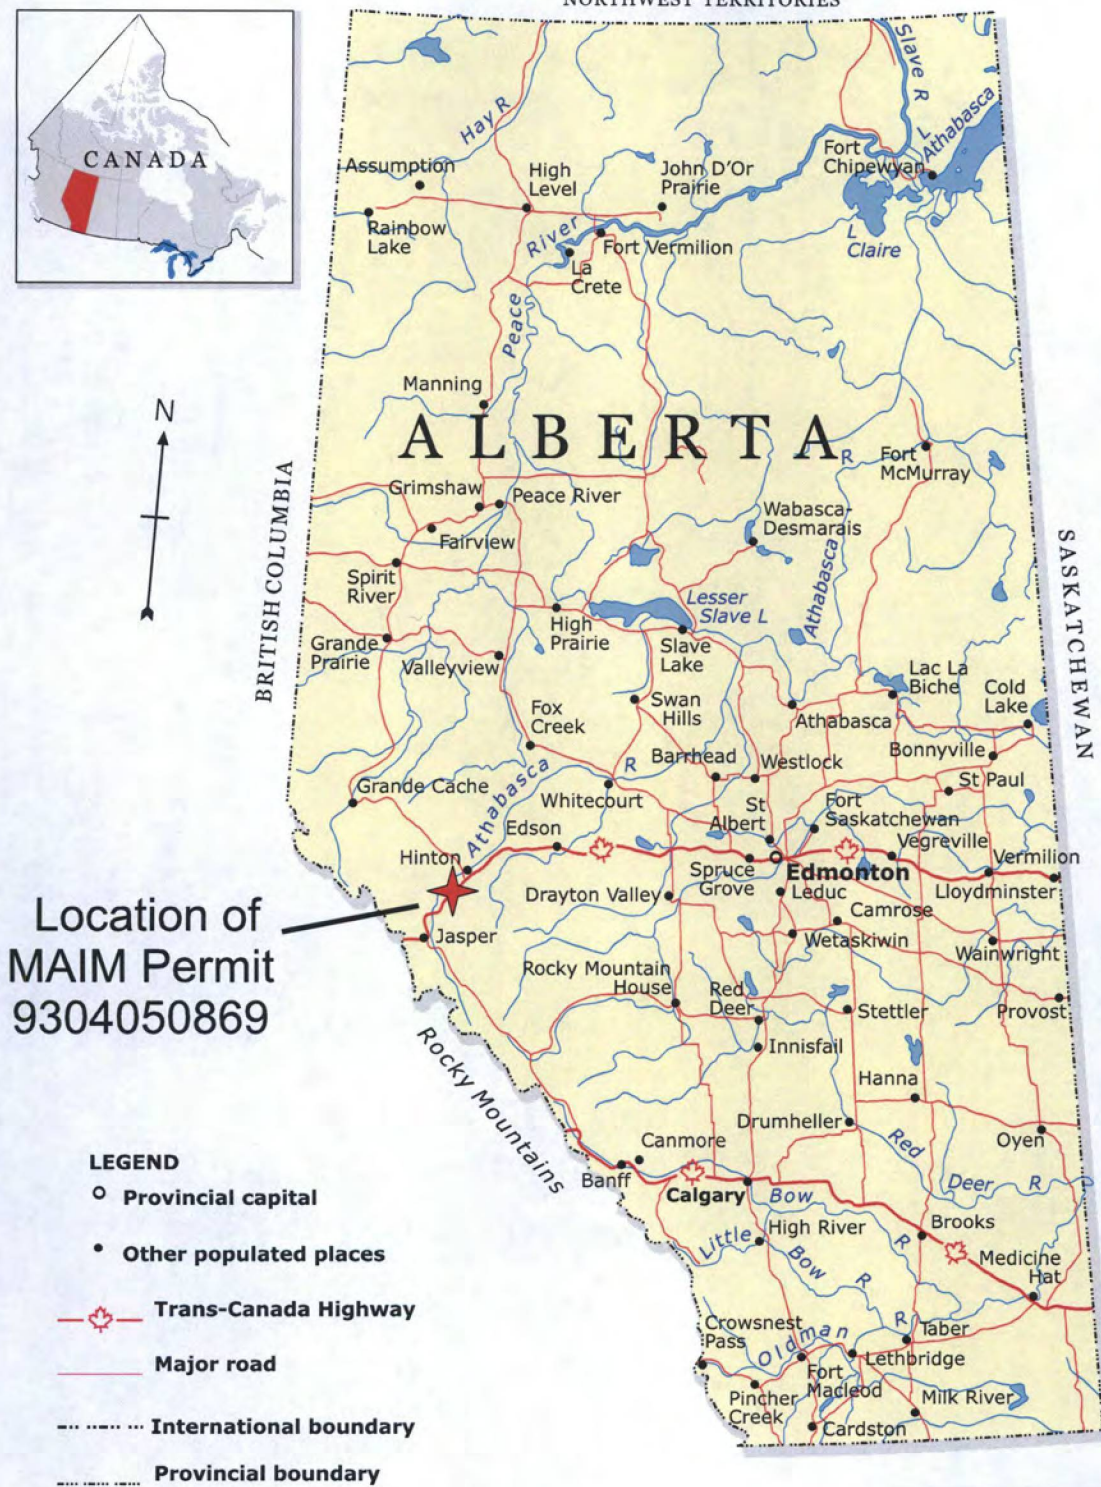 NORTHWEST TERRITORIES
CANADA
Slave R
L
Athabasca
Hay R
Assumption
High
Level
John D'Or
Prairie
Fort
Chipewyan
Rainbow
Lake
River
Fort Vermilion
L
Claire
La
Crete
Peace
N
Manning
ALBERTA
R
Fort
McMurray
BRITISH COLUMBIA
SASKATCHEWAN
Grimshaw
Peace River
Wabasca-
Desmarais
Fairview
Athabasca
Spirit
River
Lesser
Slave L
High
Prairie
Grande
Prairie
Slave
Lake
Valleyview
Lac La
Biche
Cold
Lake
Swan
Hills
Athabasca
Fox
Creek
Barrhead
Westlock
Bonnyville
Athabasca
R
Grande Cache
Whitecourt
St Paul
St
Albert
Fort
Saskatchewan
Edson
Vegreville
Hinton
Vermilion
Spruce
Grove
Edmonton
Drayton Valley
Leduc
Lloydminster
Location of
MAIM Permit
9304050869
Camrose
Jasper
Wetaskiwin
Wainwright
Rocky Mountain
House
Red
Deer
Stettler
Provost
Rocky Mountains
Innisfail
Hanna
Drumheller
Oyen
Canmore
Red
Deer R
Banff
Calgary
Bow
R
High River
Brooks
Little
Bow
R
Medicine
Hat
Crowsnest
Pass
Oldman
R
Taber
Lethbridge
Fort
Macleod
Pincher
Creek
Milk River
Cardston
LEGEND
Provincial capital
Other populated places
Trans-Canada Highway
Major road
International boundary
Provincial boundary